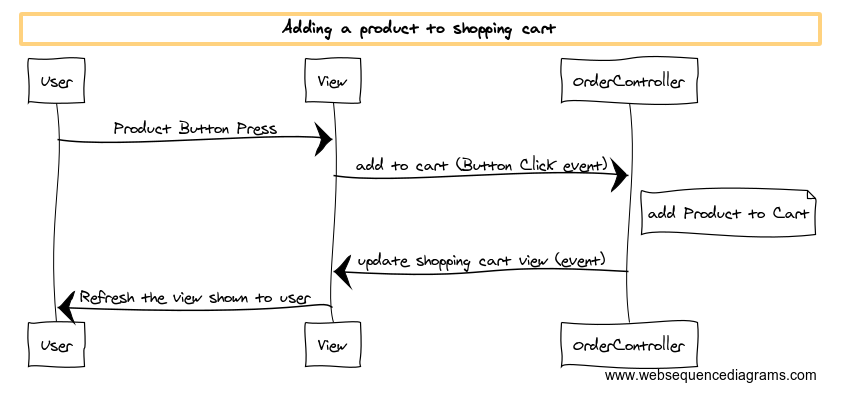 Adding a product to shopping cart
User
View
OrderController
Product Button Press
add to cart (Button Click event)
add Product to Cart
update shopping cart view (event)
Refresh the view shown to user
User
View
OrderController
www.websequencediagrams.com